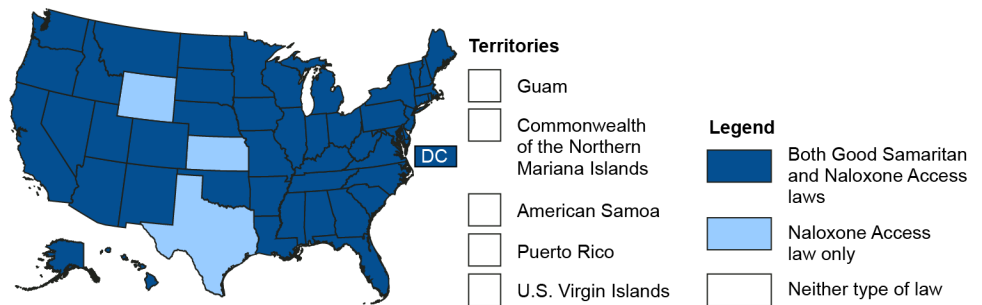 DC
Territories
Guam
Commonwealth
of the Northern
Mariana Islands
American Samoa
Puerto Rico
U.S. Virgin Islands
Legend
Both Good Samaritan
and Naloxone Access
laws
Naloxone Access
law only
Neither type of law